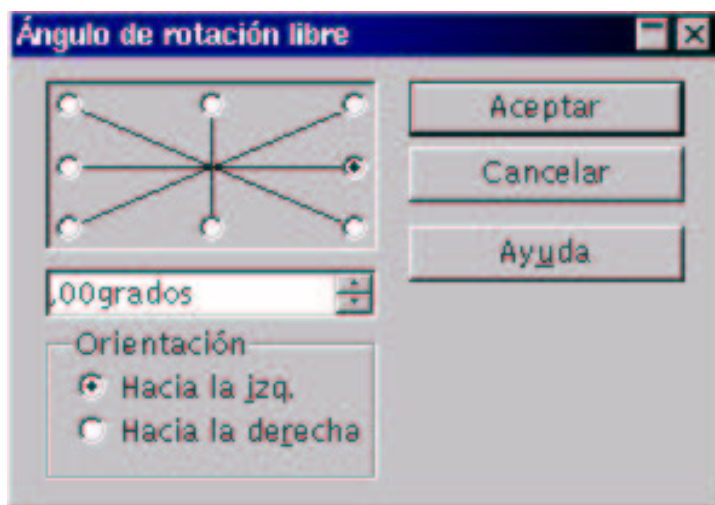 Ángulo de rotación libre
Aceptar
Cancelar
Ayuda
,00grados
Orientación
Hacia la izq.
Hacia la derecha